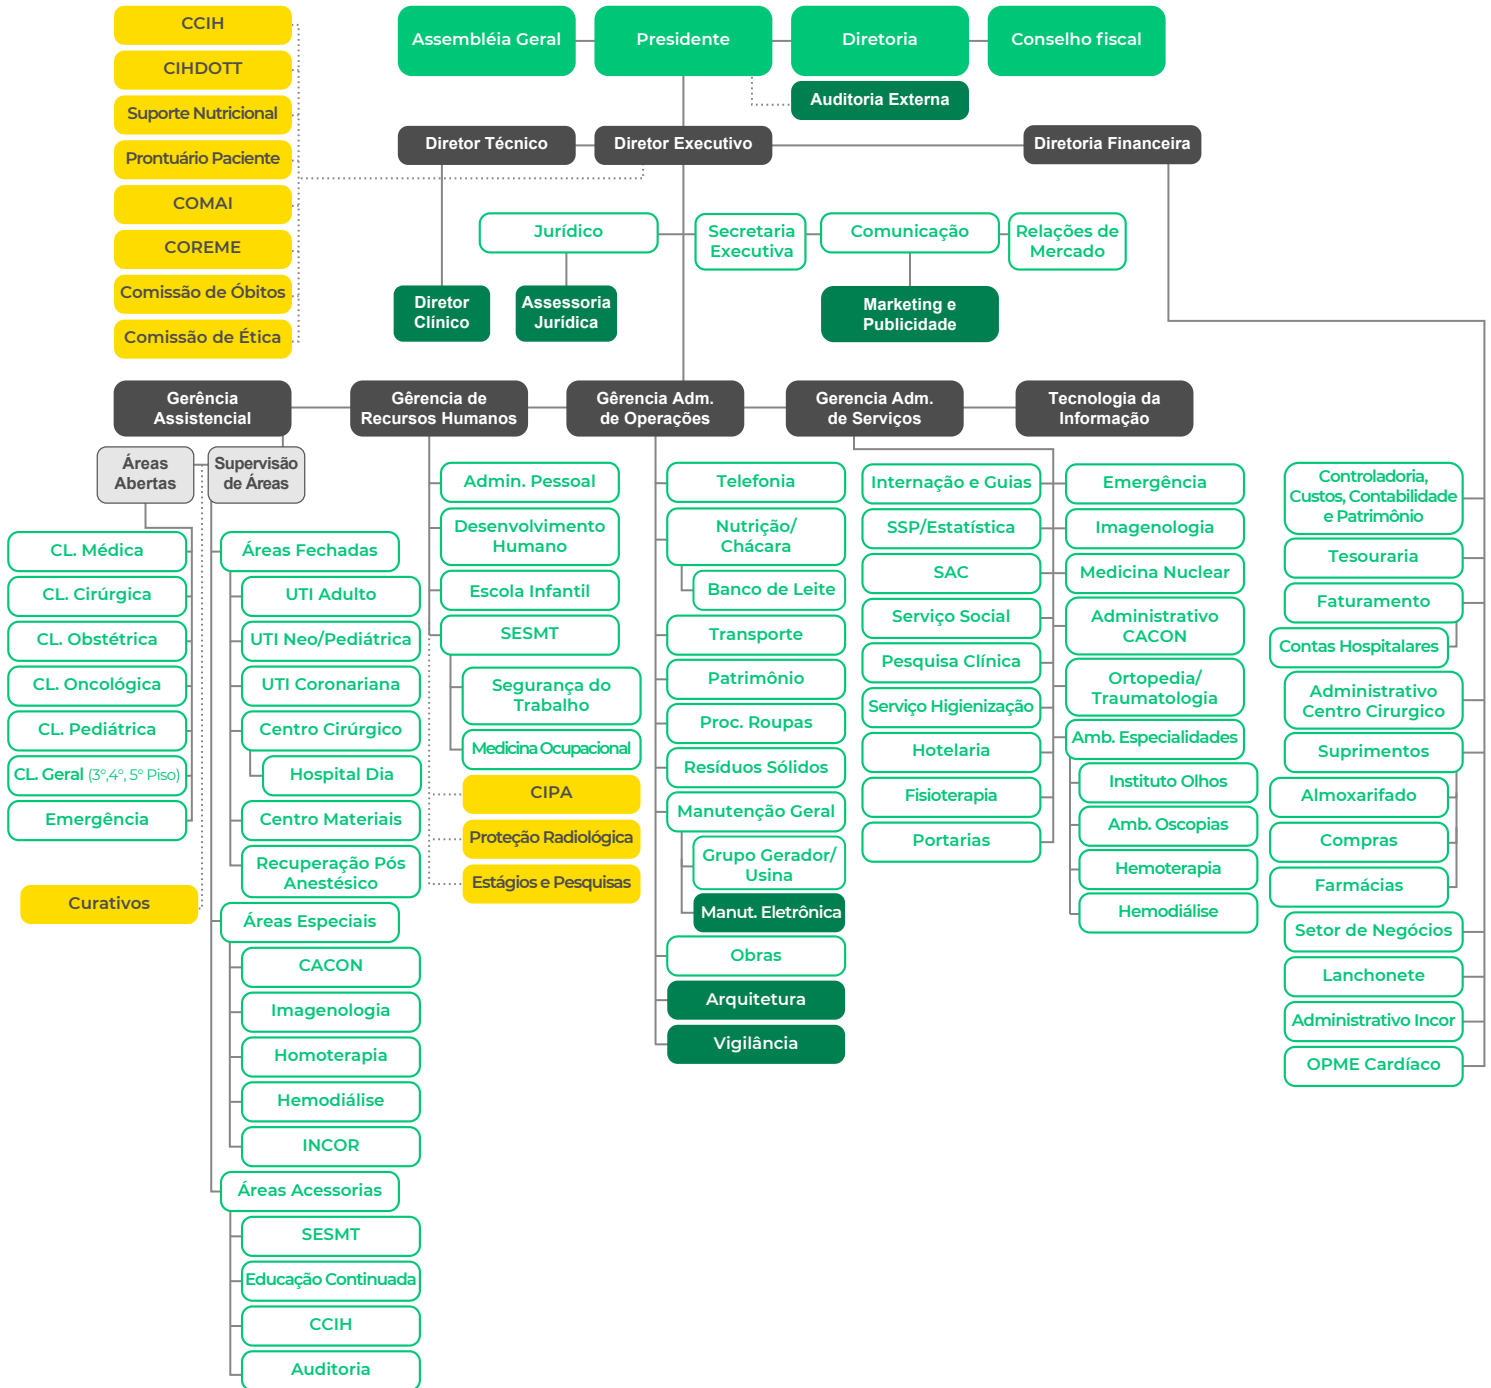 CCIH
CIHDOTT
Suporte Nutricional
Prontuário Paciente
COMAI
COREME
Comissão de Óbitos
Comissão de Ética
Assembléia Geral
Presidente
Diretoria
Conselho fiscal
Auditoria Externa
Diretor Técnico
Diretor Executivo
Diretoria Financeira
Jurídico
Secretaria
Executiva
Comunicação
Relações de
Mercado
Diretor
Clínico
Assessoria
Jurídica
Marketing e
Publicidade
Gerência
Assistencial
Gêrencia de
Recursos Humanos
Gêrencia Adm.
de Operações
Gerencia Adm.
de Serviços
Tecnologia da
Informação
Áreas
Abertas
Supervisão
de Áreas
CL. Médica
CL. Cirúrgica
CL. Obstétrica
CL. Oncológica
CL. Pediátrica
CL. Geral (3º,4º, 5º Piso)
Emergência
Curativos
Áreas Fechadas
UTI Adulto
UTI Neo/Pediátrica
UTI Coronariana
Centro Cirúrgico
Hospital Dia
Centro Materiais
Recuperação Pós
Anestésico
Áreas Especiais
CACON
Imagenologia
Homoterapia
Hemodiálise
INCOR
Áreas Acessorias
SESMT
Educação Continuada
CCIH
Auditoria
Admin. Pessoal
Desenvolvimento
Humano
Escola Infantil
SESMT
Segurança do
Trabalho
Medicina Ocupacional
CIPA
Proteção Radiológica
Estágios e Pesquisas
Telefonia
Nutrição/
Chácara
Banco de Leite
Transporte
Patrimônio
Proc. Roupas
Resíduos Sólidos
Manutenção Geral
Grupo Gerador/
Usina
Manut. Eletrônica
Obras
Arquitetura
Vigilância
Internação e Guias
SSP/Estatística
SAC
Serviço Social
Pesquisa Clínica
Serviço Higienização
Hotelaria
Fisioterapia
Portarias
Emergência
Imagenologia
Medicina Nuclear
Administrativo
CACON
Ortopedia/
Traumatologia
Amb. Especialidades
Instituto Olhos
Amb. Oscopias
Hemoterapia
Hemodiálise
Controladoria,
Custos, Contabilidade
e Patrimônio
Tesouraria
Faturamento
Contas Hospitalares
Administrativo
Centro Cirurgico
Suprimentos
Almoxarifado
Compras
Farmácias
Setor de Negócios
Lanchonete
Administrativo Incor
OPME Cardíaco